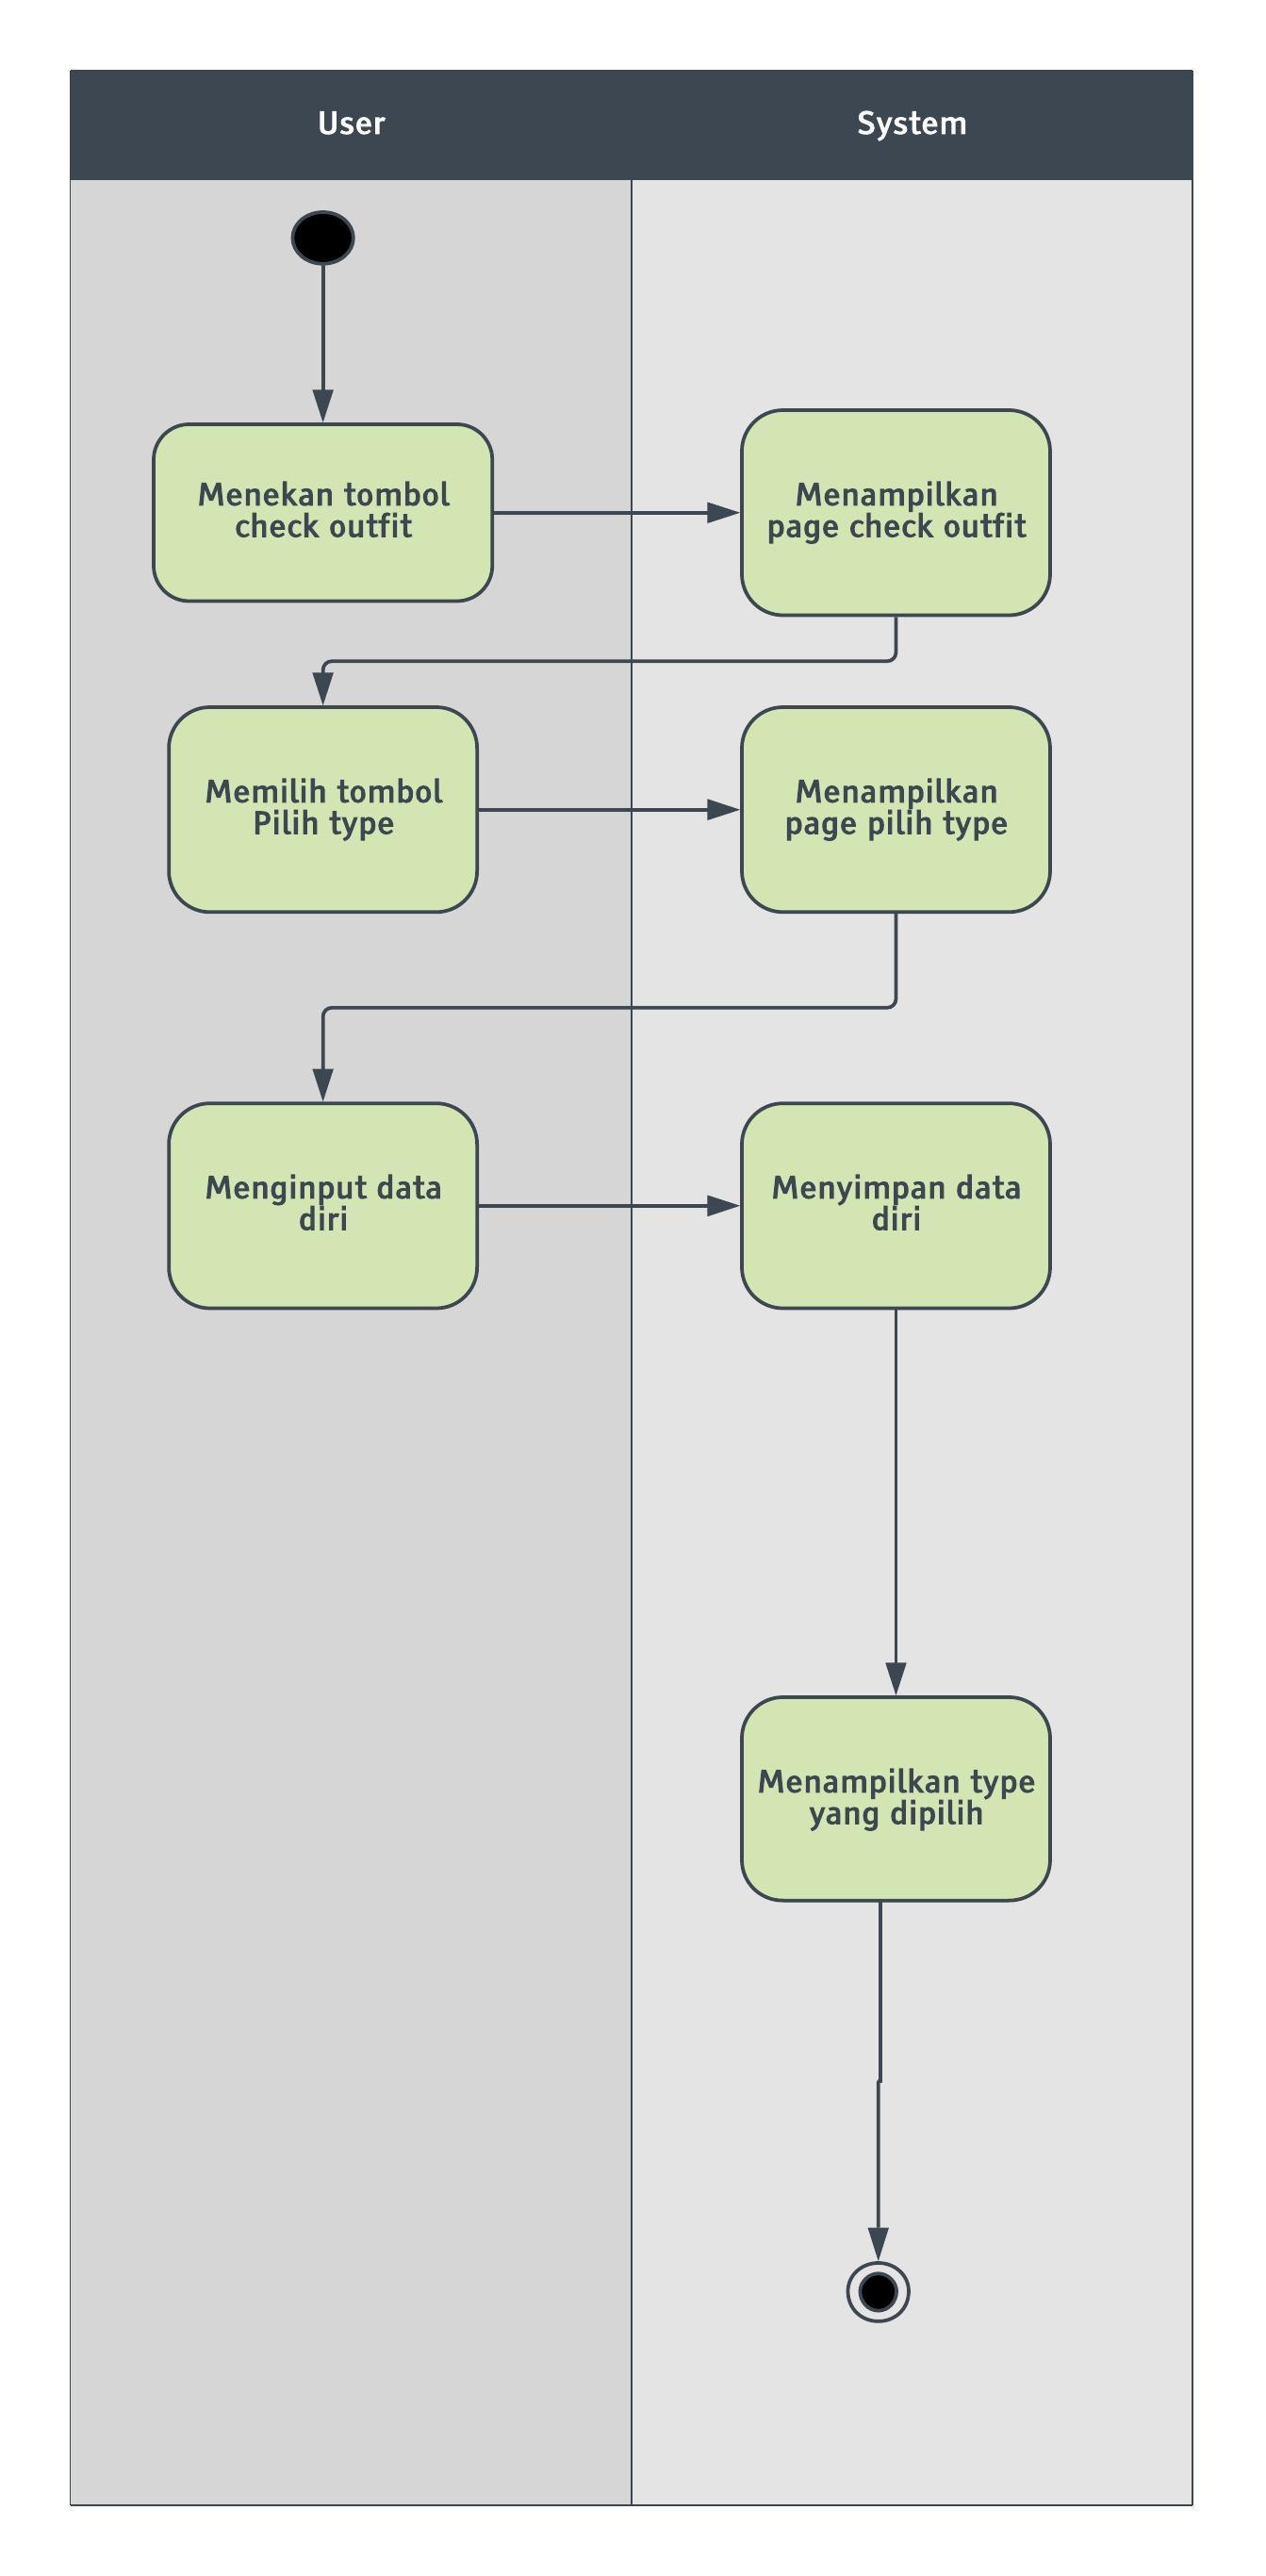 User
System
Menekan tombol
check outfit
Menampilkan
page check outfit
Memilih tombol
Pilih type
Menampilkan
page pilih type
Menginput data
diri
Menyimpan data
diri
Menampilkan type
yang dipilih